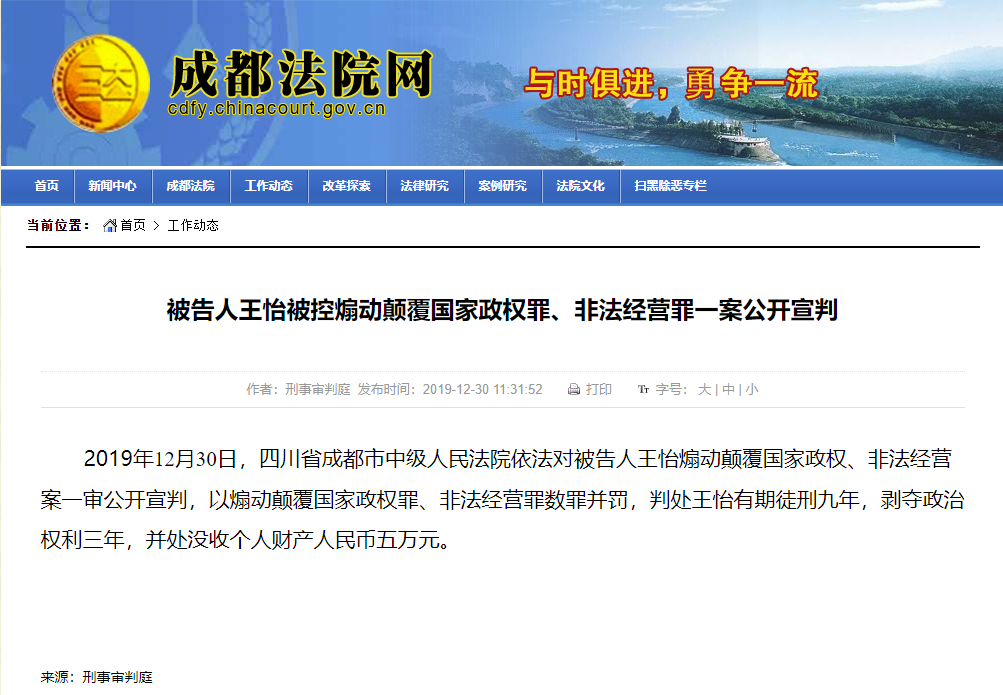 成都法院网
cdfy.chinacourt.gov.cn
与时俱进，勇争一流
首页 新闻中心 成都法院 工作动态 改革探索 法律研究 案例研究 法院文化 扫黑除恶专栏
当前位置： 首页 > 工作动态
被告人王怡被控煽动颠覆国家政权罪、非法经营罪一案公开宣判
作者：刑事审判庭 发布时间：2019-12-30 11:31:52 打印 Tr 字号： 大 | 中 | 小
2019年12月30日，四川省成都市中级人民法院依法对被告人王怡煽动颠覆国家政权、非法经营
案一审公开宣判，以煽动颠覆国家政权罪、非法经营罪数罪并罚，判处王怡有期徒刑九年，剥夺政治
权利三年，并处没收个人财产人民币五万元。
来源：刑事审判庭